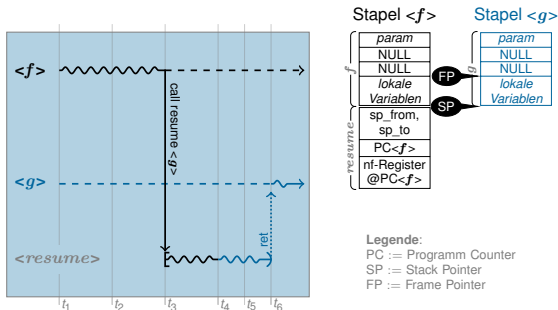 Stapel <f>
Stapel <g>
<f>
call resume <g>
<g>
ret
<resume>
t1
t2
t3
t4
t5
t6
f
param
NULL
NULL
lokale
Variablen
resume
sp_from,
sp_to
PC<f>
nf-Register
@PC<f>
FP
SP
g
param
NULL
NULL
lokale
Variablen
Legende:
PC := Programm Counter
SP := Stack Pointer
FP := Frame Pointer